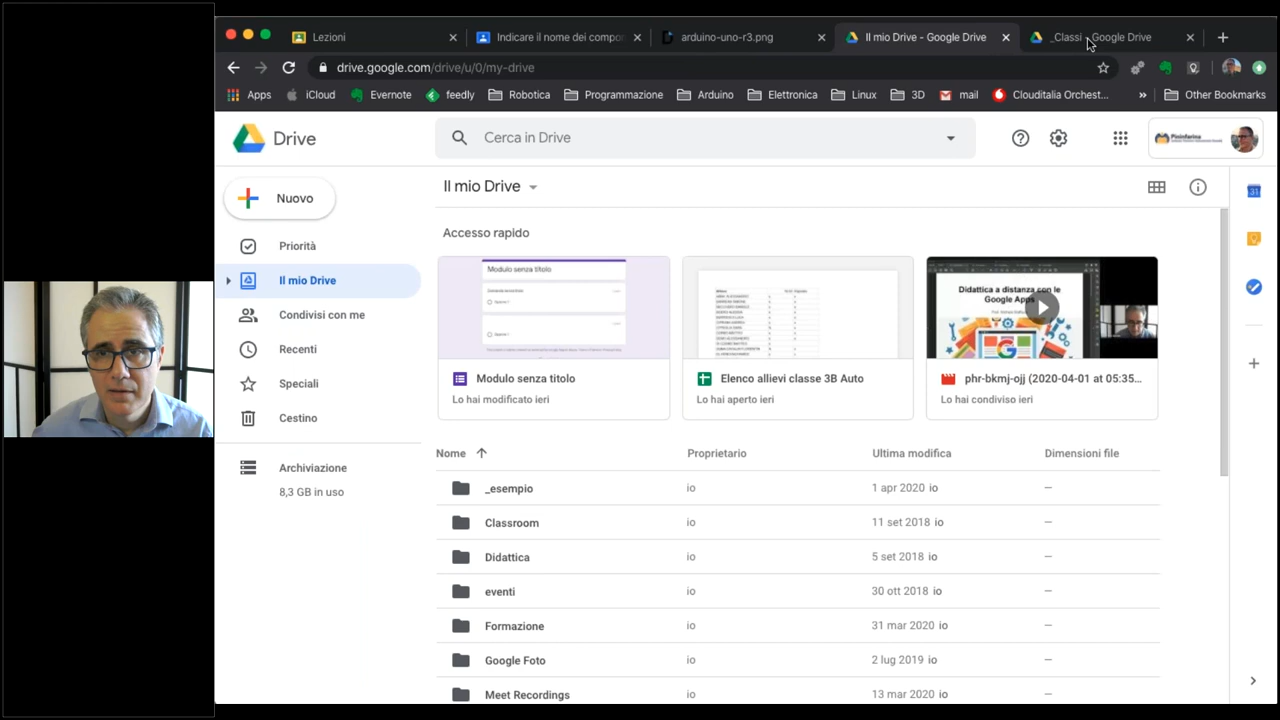 Lezioni
Indicare il nome dei compo
arduino-uno-r3.png
Il mio Drive - Google Drive
_Classi - Google Drive
drive.google.com/drive/u/0/my-drive
Apps
iCloud
Evernote
feedly
Robotica
Programmazione
Arduino
Elettronica
Linux
3D
mail
Clouditalia Orchest...
»
Other Bookmarks
Drive
Cerca in Drive
Pininfarina
Nuovo
Il mio Drive
Priorità
Il mio Drive
Condivisi con me
Recenti
Speciali
Cestino
Archiviazione
8,3 GB in uso
Accesso rapido
Modulo senza titolo
Modulo senza titolo
Lo hai modificato ieri
Elenco allievi classe 3B Auto
Lo hai aperto ieri
Didattica a distanza con le
Google Apps
phr-bkmj-ojj (2020-04-01 at 05:35...
Lo hai condiviso ieri
Nome Proprietario Ultima modifica Dimensioni file
_esempio io 1 apr 2020 io —
Classroom io 11 set 2018 io —
Didattica io 5 set 2018 io —
eventi io 30 ott 2018 io —
Formazione io 31 mar 2020 io —
Google Foto io 2 lug 2019 io —
Meet Recordings io 13 mar 2020 io —
31